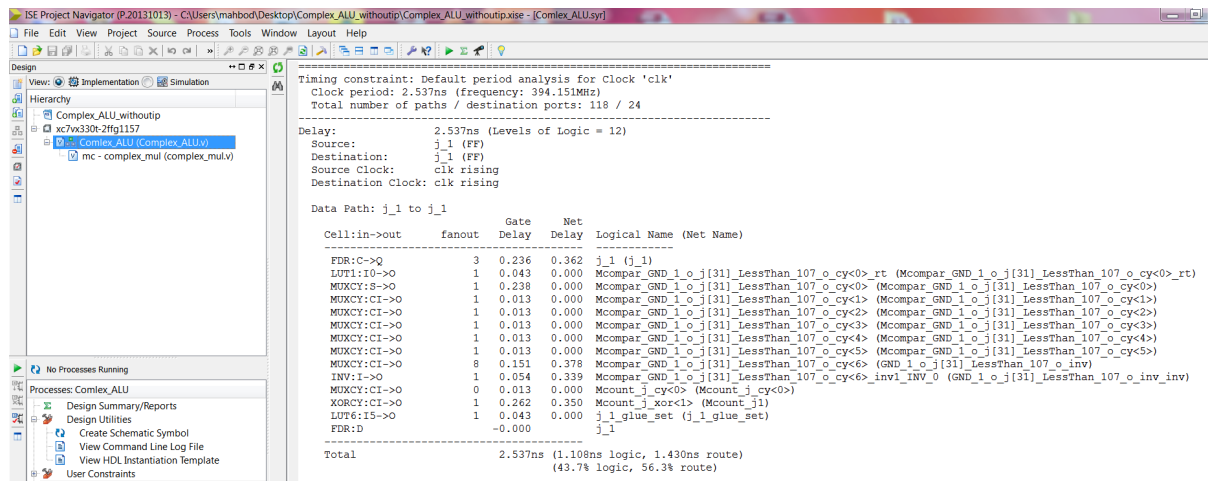 ISE Project Navigator (P.20131013) - C:\Users\mahbod\Desktop\Complex_ALU_withoutip\Complex_ALU_withoutip.xise - [Comlex_ALU.syr]
File Edit View Project Source Process Tools Window Layout Help
Design
View: Implementation Simulation
Hierarchy
Complex_ALU_withoutip
xc7vx330t-2ffg1157
Comlex_ALU (Complex_ALU.v)
mc - complex_mul (complex_mul.v)
No Processes Running
Processes: Comlex_ALU
Design Summary/Reports
Design Utilities
Create Schematic Symbol
View Command Line Log File
View HDL Instantiation Template
User Constraints
=========================================================================
Timing constraint: Default period analysis for Clock 'clk'
Clock period: 2.537ns (frequency: 394.151MHz)
Total number of paths / destination ports: 118 / 24
-------------------------------------------------------------------------
Delay: 2.537ns (Levels of Logic = 12)
Source: j_1 (FF)
Destination: j_1 (FF)
Source Clock: clk rising
Destination Clock: clk rising
Data Path: j_1 to j_1
Gate Net
Cell:in->out fanout Delay Delay Logical Name (Net Name)
---------------------------------------- ------------
FDR:C->Q 3 0.236 0.362 j_1 (j_1)
LUT1:I0->O 1 0.043 0.000 Mcompar_GND_1_o_j[31]_LessThan_107_o_cy<0>_rt (Mcompar_GND_1_o_j[31]_LessThan_107_o_cy<0>_rt)
MUXCY:S->O 1 0.238 0.000 Mcompar_GND_1_o_j[31]_LessThan_107_o_cy<0> (Mcompar_GND_1_o_j[31]_LessThan_107_o_cy<0>)
MUXCY:CI->O 1 0.013 0.000 Mcompar_GND_1_o_j[31]_LessThan_107_o_cy<1> (Mcompar_GND_1_o_j[31]_LessThan_107_o_cy<1>)
MUXCY:CI->O 1 0.013 0.000 Mcompar_GND_1_o_j[31]_LessThan_107_o_cy<2> (Mcompar_GND_1_o_j[31]_LessThan_107_o_cy<2>)
MUXCY:CI->O 1 0.013 0.000 Mcompar_GND_1_o_j[31]_LessThan_107_o_cy<3> (Mcompar_GND_1_o_j[31]_LessThan_107_o_cy<3>)
MUXCY:CI->O 1 0.013 0.000 Mcompar_GND_1_o_j[31]_LessThan_107_o_cy<4> (Mcompar_GND_1_o_j[31]_LessThan_107_o_cy<4>)
MUXCY:CI->O 1 0.013 0.000 Mcompar_GND_1_o_j[31]_LessThan_107_o_cy<5> (Mcompar_GND_1_o_j[31]_LessThan_107_o_cy<5>)
MUXCY:CI->O 8 0.151 0.378 Mcompar_GND_1_o_j[31]_LessThan_107_o_cy<6> (GND_1_o_j[31]_LessThan_107_o_inv)
INV:I->O 1 0.054 0.339 Mcompar_GND_1_o_j[31]_LessThan_107_o_cy<6>_inv1_INV_0 (GND_1_o_j[31]_LessThan_107_o_inv_inv)
MUXCY:CI->O 0 0.013 0.000 Mcount_j_cy<0> (Mcount_j_cy<0>)
XORCY:CI->O 1 0.262 0.350 Mcount_j_xor<1> (Mcount_j1)
LUT6:I5->O 1 0.043 0.000 j_1_glue_set (j_1_glue_set)
FDR:D -0.000 j_1
----------------------------------------
Total 2.537ns (1.108ns logic, 1.430ns route)
(43.7% logic, 56.3% route)